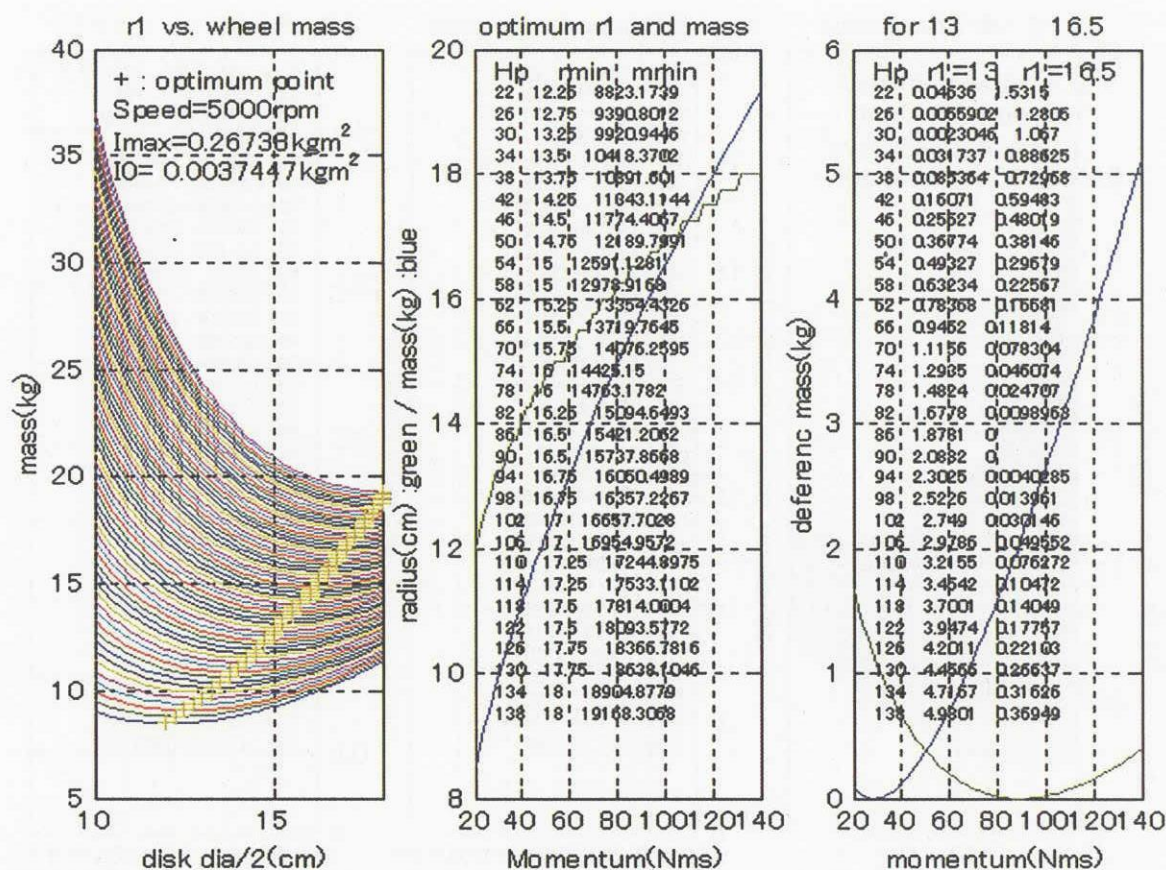 r1 vs. wheel mass
+ : optimum point
Speed=5000rpm
Imax=0.26738kgm²
I0= 0.0037447kgm²
40
35
30
25
20
15
10
5
mass(kg)
10 15
disk dia/2(cm)
optimum r1 and mass
Hp rmin mmin
22 12.25 8823.1739
26 12.75 9390.8012
30 13.25 9920.9446
34 13.5 10418.3702
38 13.75 10891.601
42 14.25 11343.1144
46 14.5 11774.4057
50 14.75 12189.7991
54 15 12591.1281
58 15 12978.9168
62 15.25 13354.4326
66 15.5 13719.7645
70 15.75 14076.2595
74 16 14425.15
78 16 14763.1782
82 16.25 15094.6493
86 16.5 15421.2062
90 16.5 15737.8568
94 16.75 16050.4989
98 16.75 16357.2267
102 17 16657.7028
106 17 16954.9572
110 17.25 17244.8975
114 17.25 17533.1102
118 17.5 17814.0004
122 17.5 18093.5772
126 17.75 18366.7816
130 17.75 18638.1046
134 18 18904.8779
138 18 19168.3068
20
18
16
14
12
10
8
radius(cm) :green / mass(kg) :blue
20 40 60 80 100 120 140
Momentum(Nms)
for 13 16.5
Hp r1=13 r1=16.5
22 0.04535 1.5315
26 0.0055902 1.2805
30 0.0023046 1.067
34 0.031737 0.88625
38 0.085364 0.72968
42 0.16071 0.59483
46 0.25527 0.48019
50 0.36774 0.38146
54 0.49327 0.29679
58 0.63234 0.22567
62 0.78368 0.16681
66 0.9462 0.11814
70 1.1156 0.078304
74 1.2935 0.046074
78 1.4824 0.024707
82 1.6778 0.0098968
86 1.8781 0
90 2.0882 0
94 2.3025 0.0040285
98 2.5226 0.013961
102 2.749 0.030146
106 2.9786 0.049552
110 3.2155 0.076272
114 3.4542 0.10472
118 3.7001 0.14049
122 3.9474 0.17757
126 4.2011 0.22103
130 4.4566 0.26637
134 4.7167 0.31626
138 4.9801 0.36949
6
5
4
3
2
1
0
deferenc mass(kg)
20 40 60 80 100 120 140
momentum(Nms)